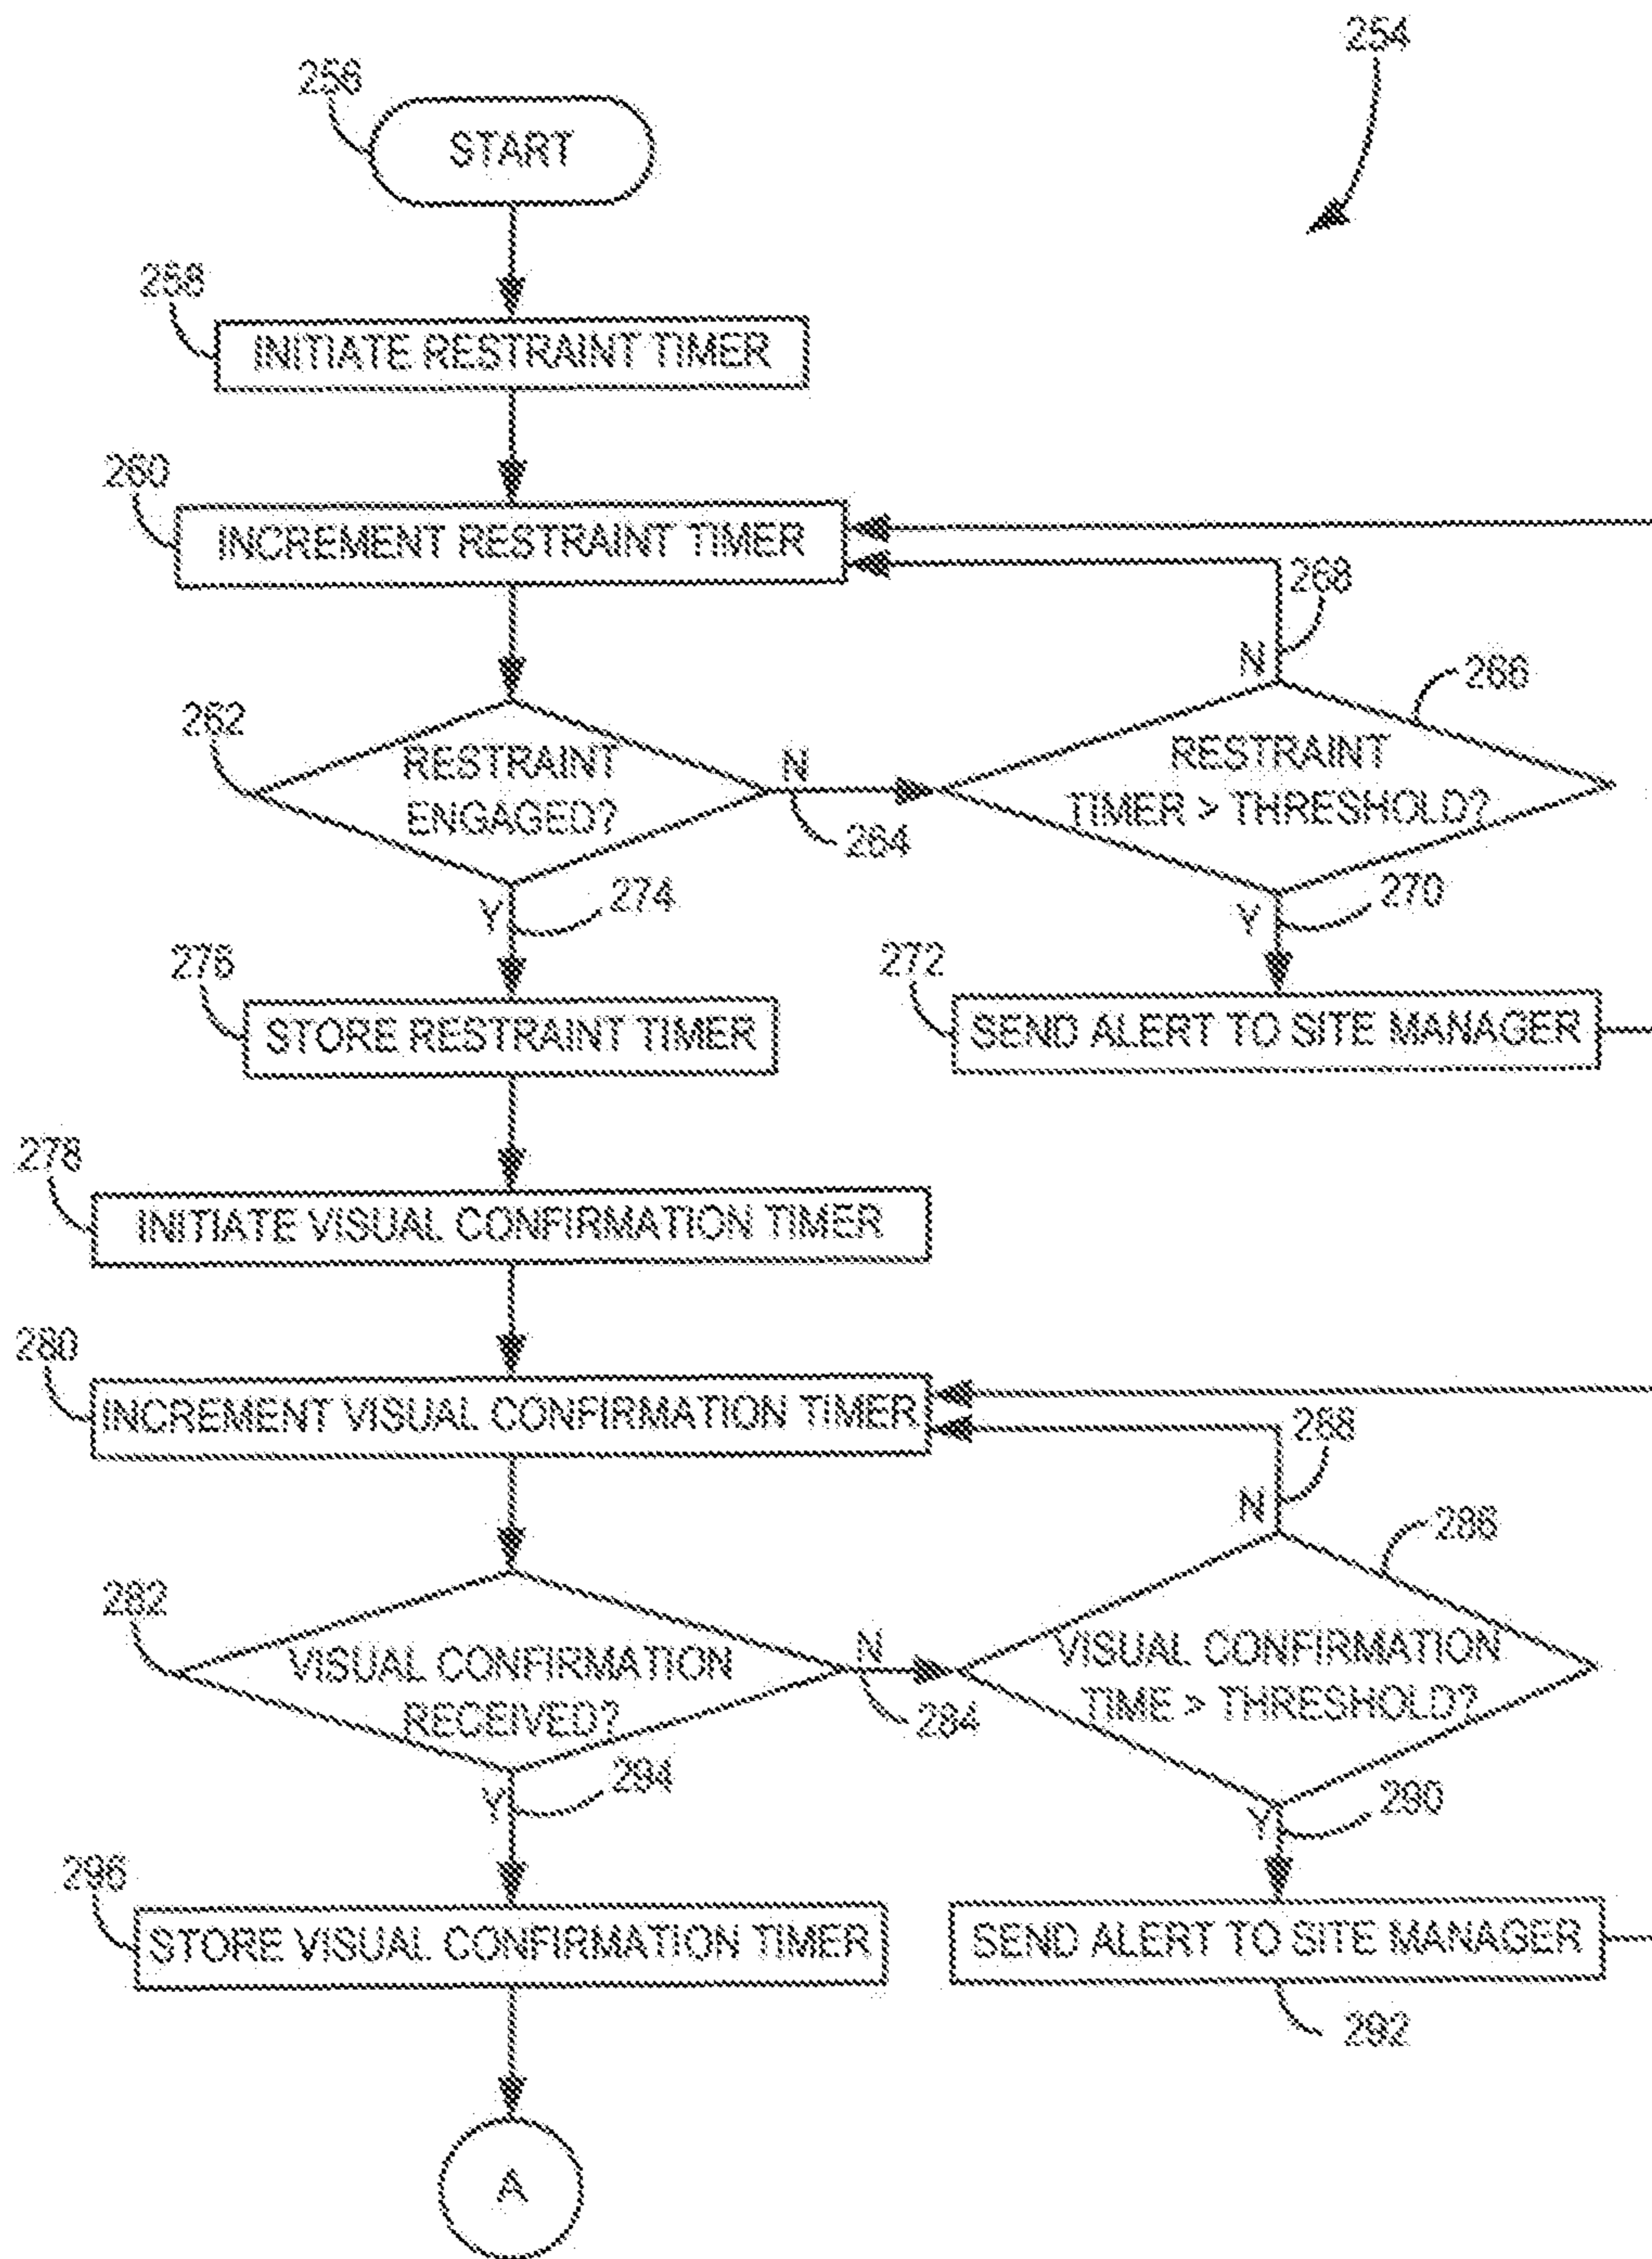 254
256
START
258
INITIATE RESTRAINT TIMER
260
INCREMENT RESTRAINT TIMER
268
N
266
262
RESTRAINT
ENGAGED?
N
264
RESTRAINT
TIMER > THRESHOLD?
Y
274
Y
270
276
STORE RESTRAINT TIMER
272
SEND ALERT TO SITE MANAGER
278
INITIATE VISUAL CONFIRMATION TIMER
280
INCREMENT VISUAL CONFIRMATION TIMER
288
N
286
282
VISUAL CONFIRMATION
RECEIVED?
N
284
VISUAL CONFIRMATION
TIME > THRESHOLD?
Y
294
Y
290
296
STORE VISUAL CONFIRMATION TIMER
SEND ALERT TO SITE MANAGER
292
A